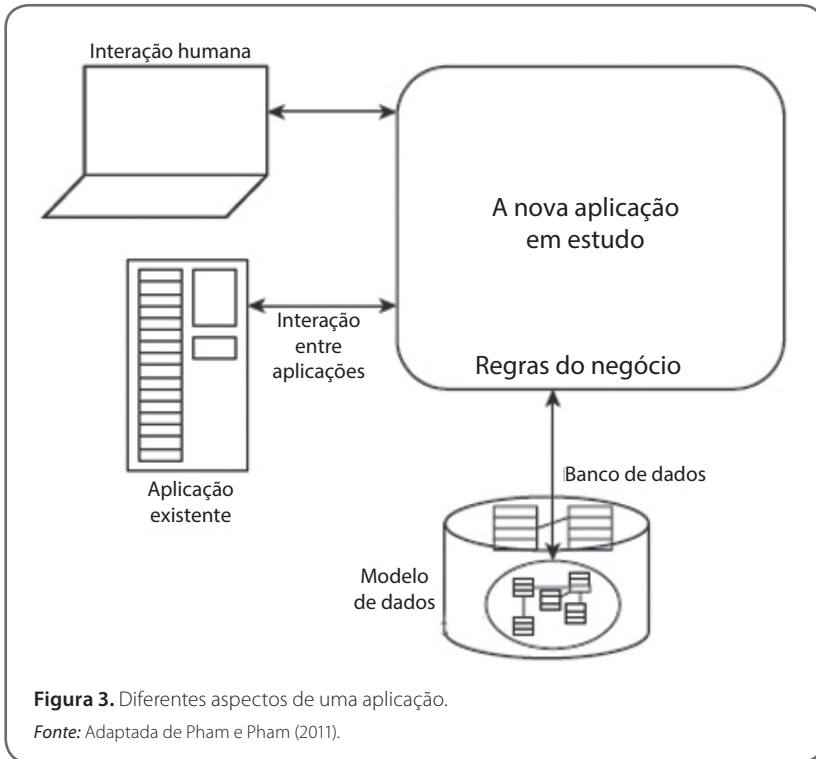 Interação humana
A nova aplicação
em estudo
Interação
entre
aplicações
Regras do negócio
Aplicação
existente
Banco de dados
Modelo
de dados
Figura 3. Diferentes aspectos de uma aplicação.
Fonte: Adaptada de Pham e Pham (2011).